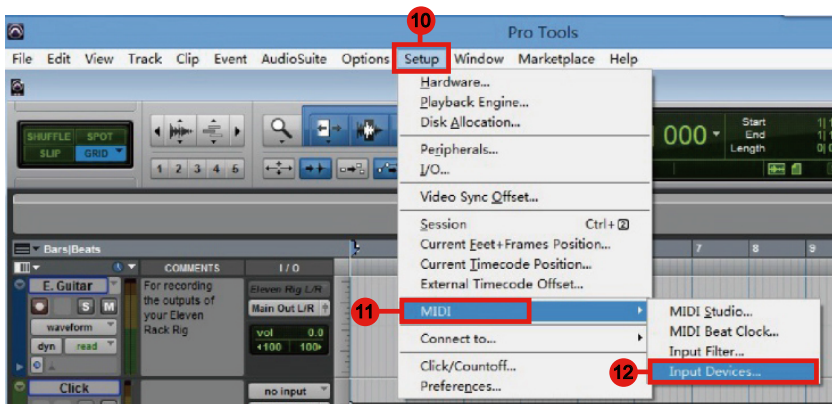 10
Pro Tools
File Edit View Track Clip Event AudioSuite Options Setup Window Marketplace Help
Hardware...
Playback Engine...
Disk Allocation...
Peripherals...
I/O...
Video Sync Offset...
Session Ctrl+2
Current Feet+Frames Position...
Current Timecode Position...
External Timecode Offset...
11 MIDI
Connect to...
Click/Countoff...
Preferences...
MIDI Studio...
MIDI Beat Clock...
Input Filter...
12 Input Devices...
SHUFFLE SPOT
SLIP GRID
1 2 3 4 5
000
Start
End
Length
Bars|Beats
7 8 9
COMMENTS I / O
E. Guitar
S M
waveform
dyn read
For recording
the outputs of
your Eleven
Rack Rig
Eleven Rig L/R
Main Out L/R
vol 0.0
100 100
Click
no input